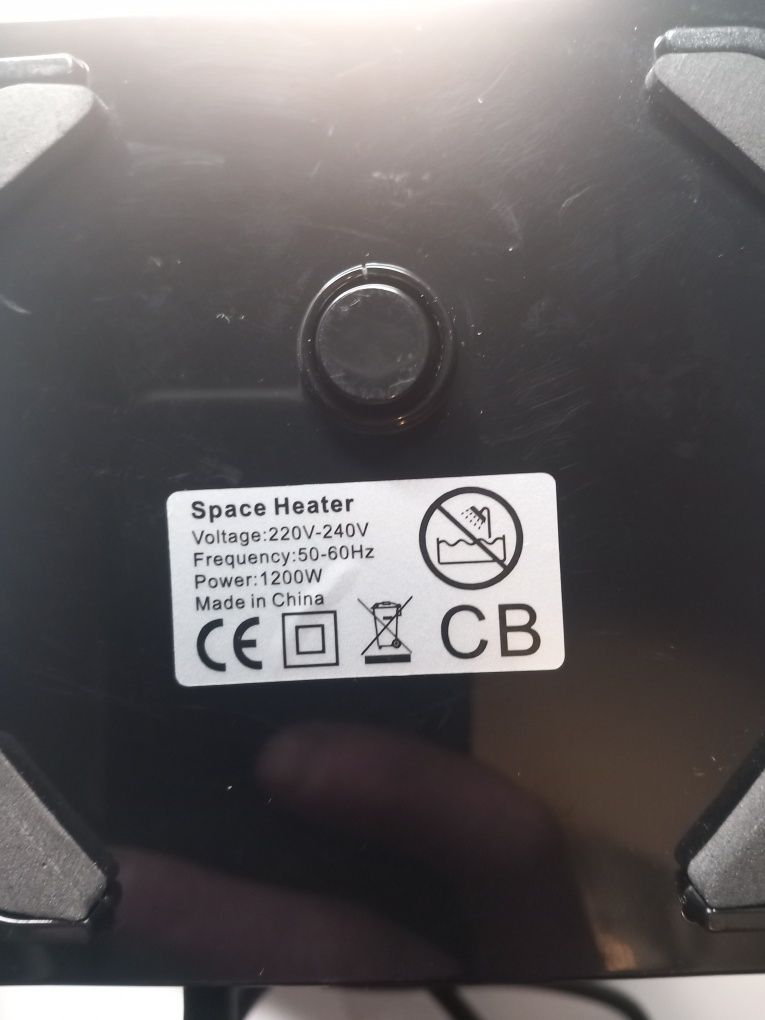 Space Heater
Voltage:220V-240V
Frequency:50-60Hz
Power:1200W
Made in China
CE CB